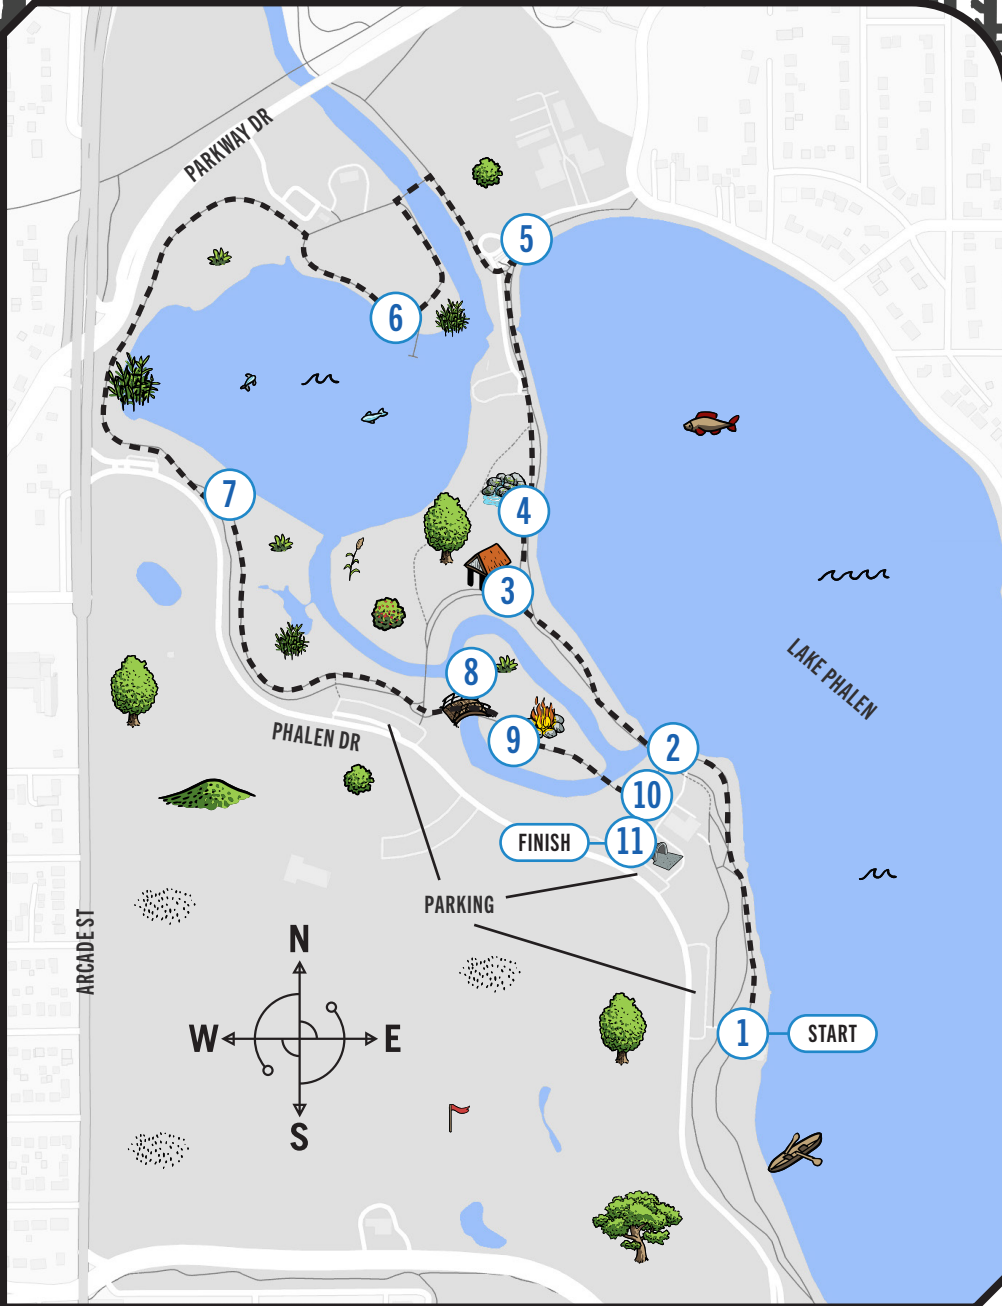 PARKWAY DR
5
6
7
4
3
LAKE PHALEN
8
PHALEN DR
9
2
10
FINISH
11
PARKING
ARCADE ST
N
W
E
S
1
START